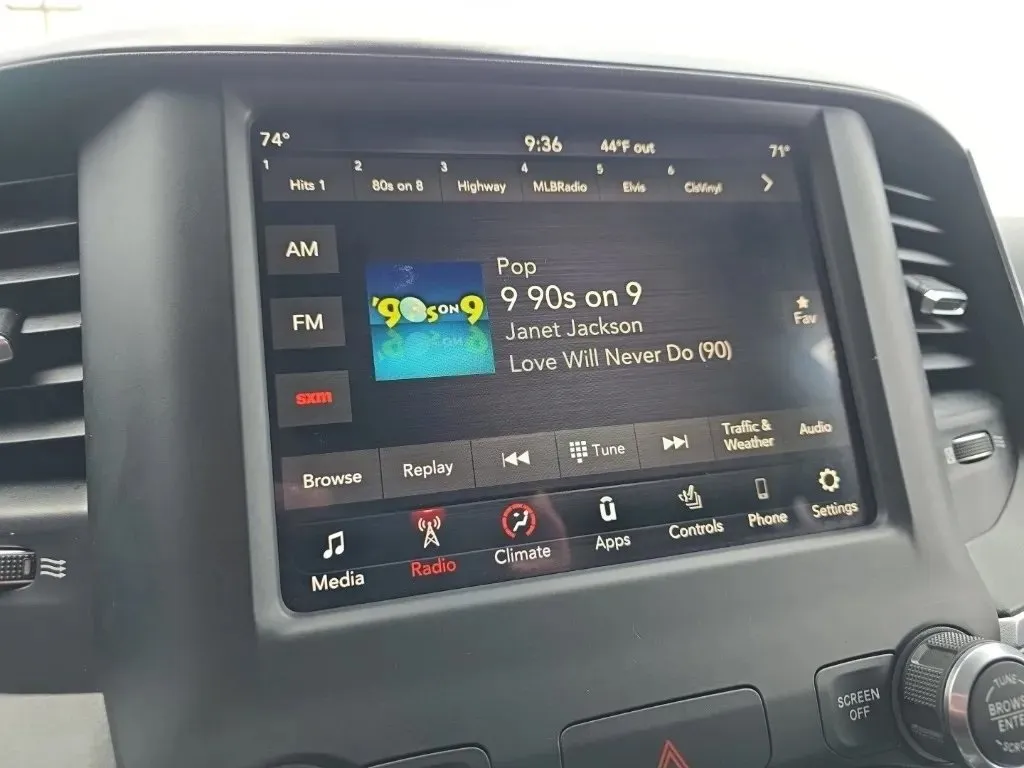 74° 9:36 44°F out 71°
1 2 3 4 5 6
Hits 1 80s on 8 Highway MLBRadio Elvis ClsVinyl
AM
FM
sxm
'90s ON 9
Pop
9 90s on 9
Janet Jackson
Love Will Never Do (90)
Fav
Browse Replay Tune Traffic & Weather Audio
Media Radio Climate Apps Controls Phone Settings
SCREEN
OFF
TUNE
BROWSE
ENTE
SCRO